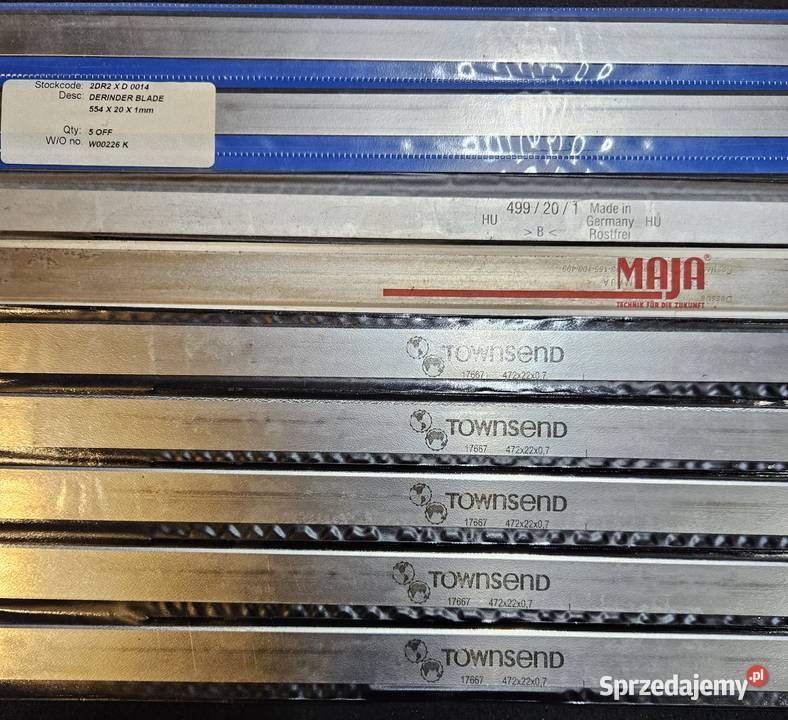 Stockcode: 2DR2 X D 0014
Desc: DERINDER BLADE
554 X 20 X 1mm
Qty: 5 OFF
W/O no. W00226 K
HU 499 / 20 / 1 Made in Germany HU
> B < Rostfrei
MAJA®
TECHNIK FÜR DIE ZUKUNFT
TOWNSEND
17667 472x22x0,7
TOWNSEND
17667 472x22x0,7
TOWNSEND
17667 472x22x0,7
TOWNSEND
17667 472x22x0,7
TOWNSEND
17667 472x22x0,7
Sprzedajemy.pl